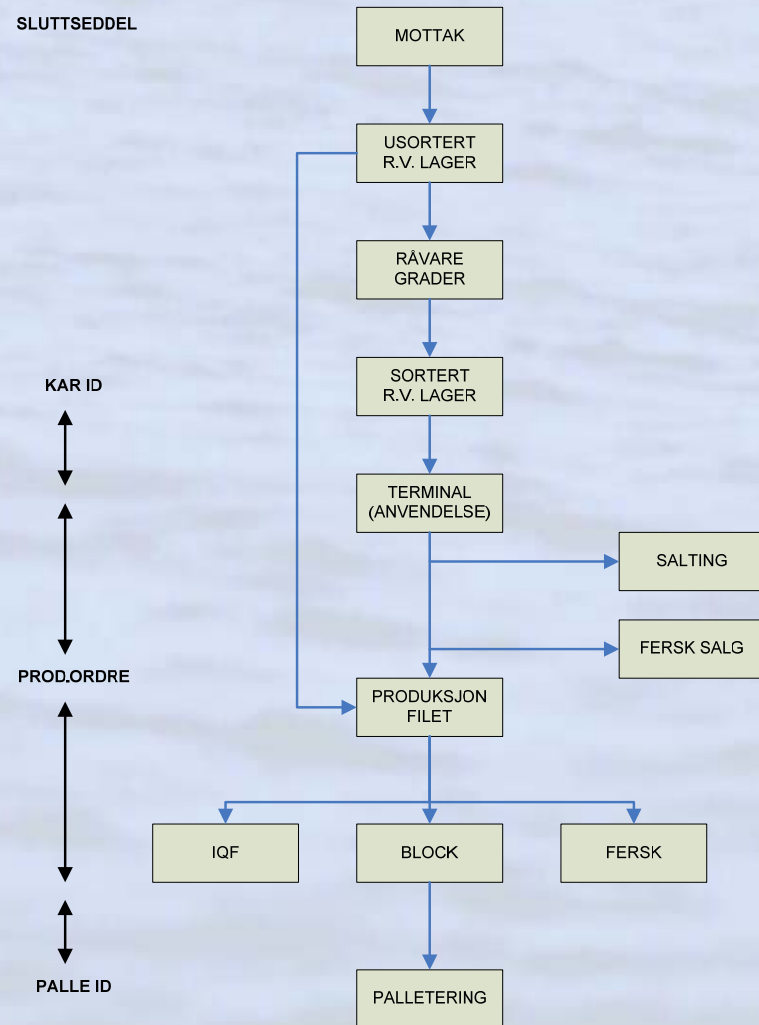 SLUTTSEDDEL
MOTTAK
USORTERT
R.V. LAGER
RÅVARE
GRADER
SORTERT
R.V. LAGER
KAR ID
TERMINAL
(ANVENDELSE)
SALTING
FERSK SALG
PROD.ORDRE
PRODUKSJON
FILET
IQF
BLOCK
FERSK
PALLE ID
PALLETERING